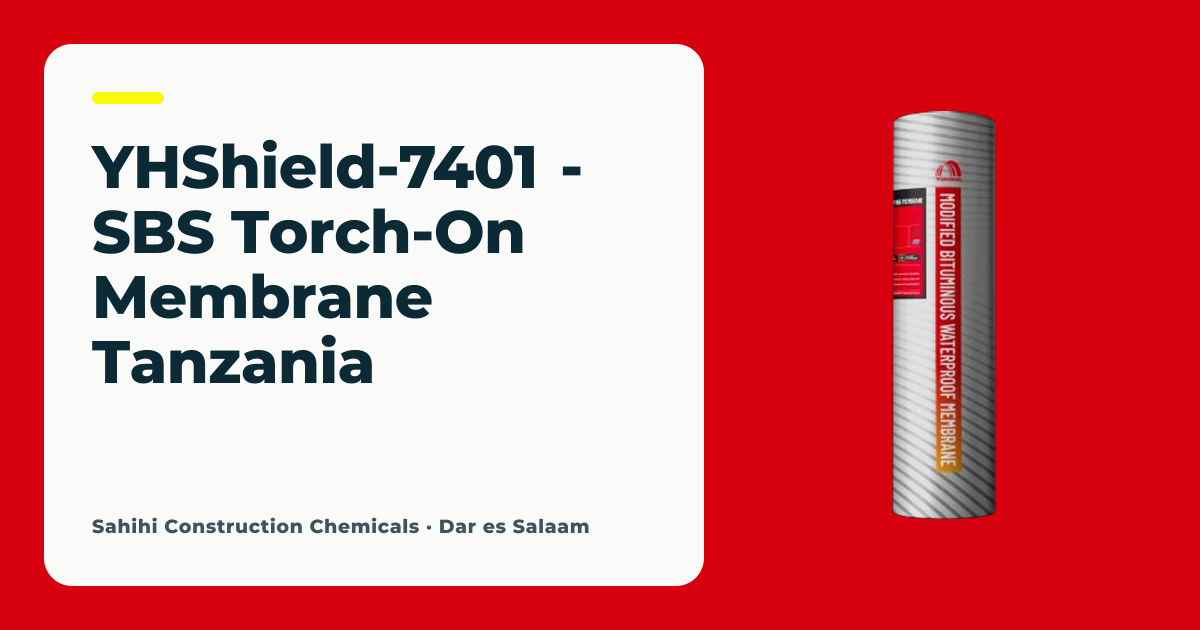 YHShield-7401 -
SBS Torch-On
Membrane
Tanzania
Sahihi Construction Chemicals · Dar es Salaam
MODIFIED BITUMINOUS WATERPROOF MEMBRANE